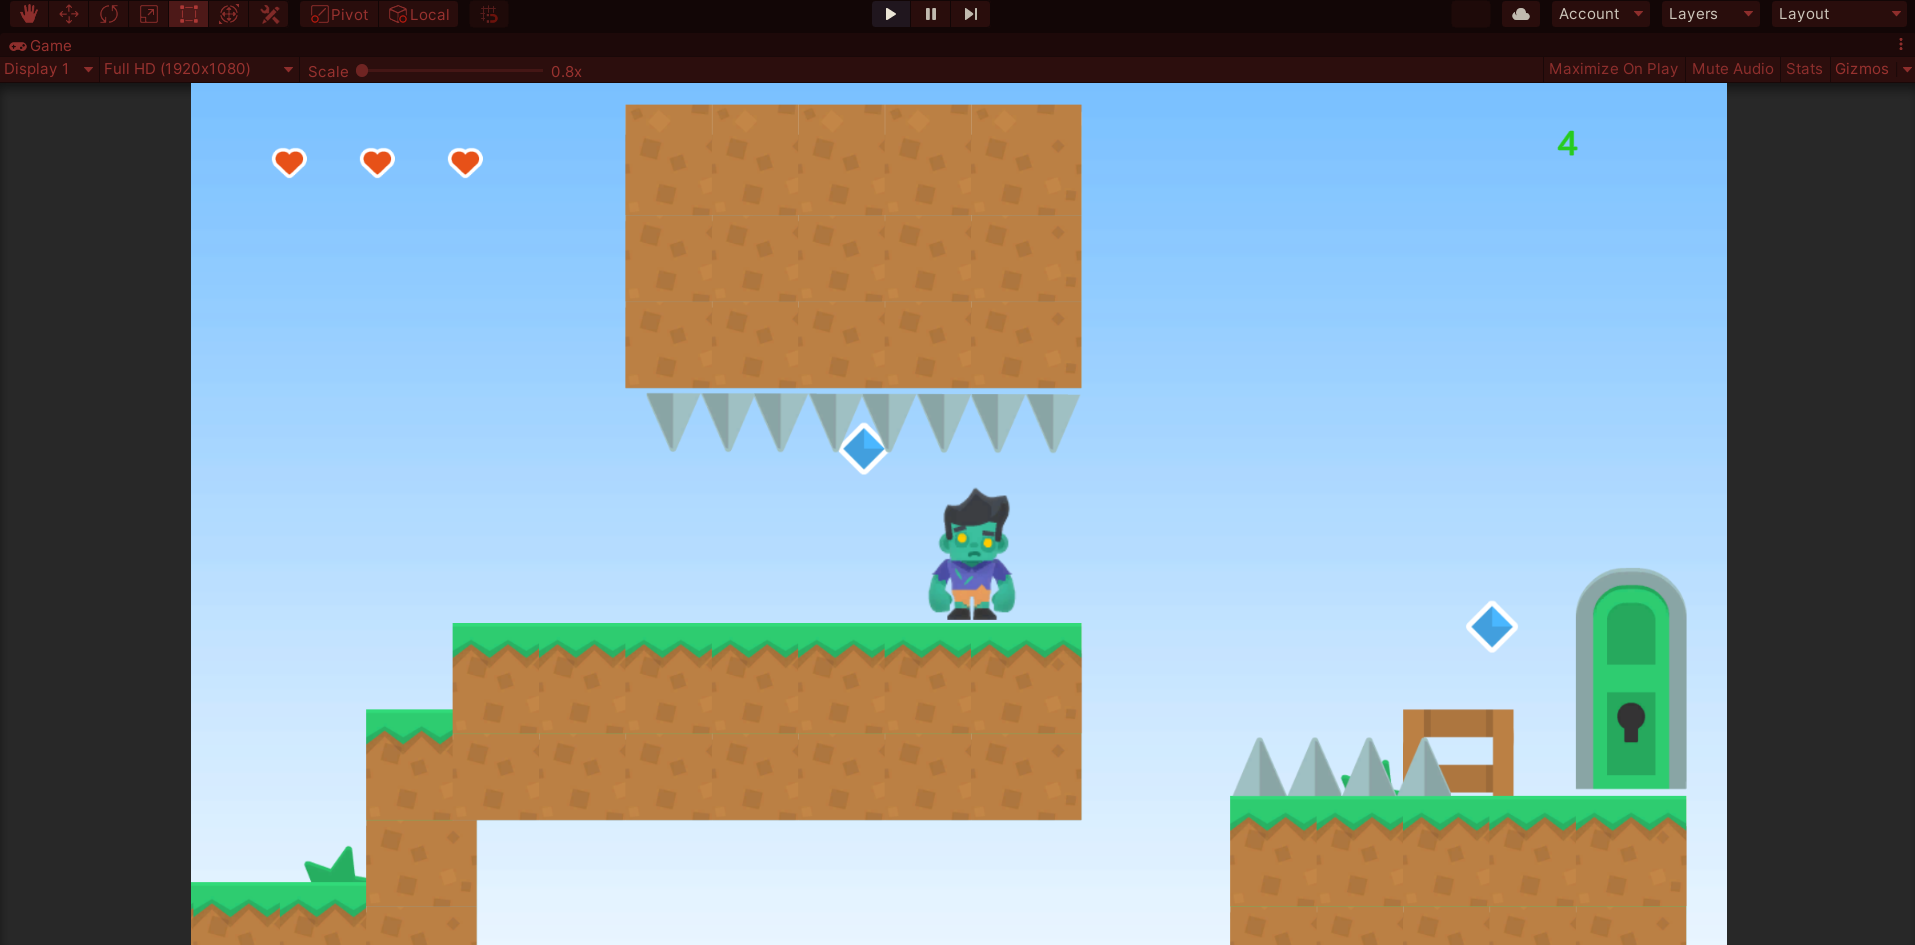 Pivot Local Account Layers Layout
Game
Display 1 Full HD (1920x1080) Scale 0.8x Maximize On Play Mute Audio Stats Gizmos
4